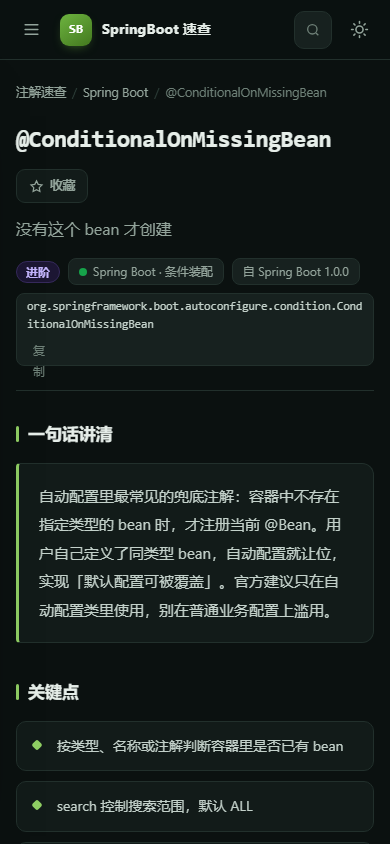 SB
SpringBoot 速查
注解速查 / Spring Boot / @ConditionalOnMissingBean
@ConditionalOnMissingBean
收藏
没有这个 bean 才创建
进阶
Spring Boot · 条件装配
自 Spring Boot 1.0.0
org.springframework.boot.autoconfigure.condition.Cond
itionalOnMissingBean
复
制
一句话讲清
自动配置里最常见的兜底注解：容器中不存在
指定类型的 bean 时，才注册当前 @Bean。用
户自己定义了同类型 bean，自动配置就让位，
实现「默认配置可被覆盖」。官方建议只在自
动配置类里使用，别在普通业务配置上滥用。
关键点
按类型、名称或注解判断容器里是否已有 bean
search 控制搜索范围，默认 ALL